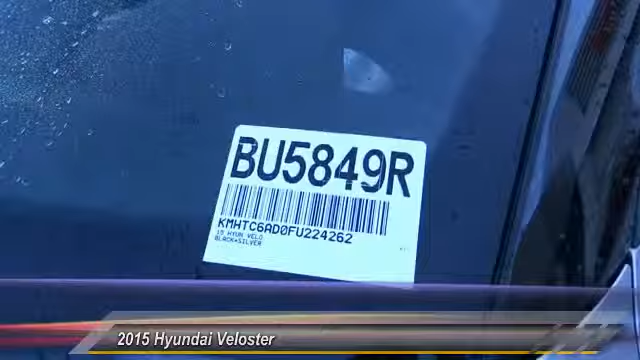 BU5849R
KMHTC6AD0FU224262
15 HYUN VELO
BLACK+SILVER
2015 Hyundai Veloster